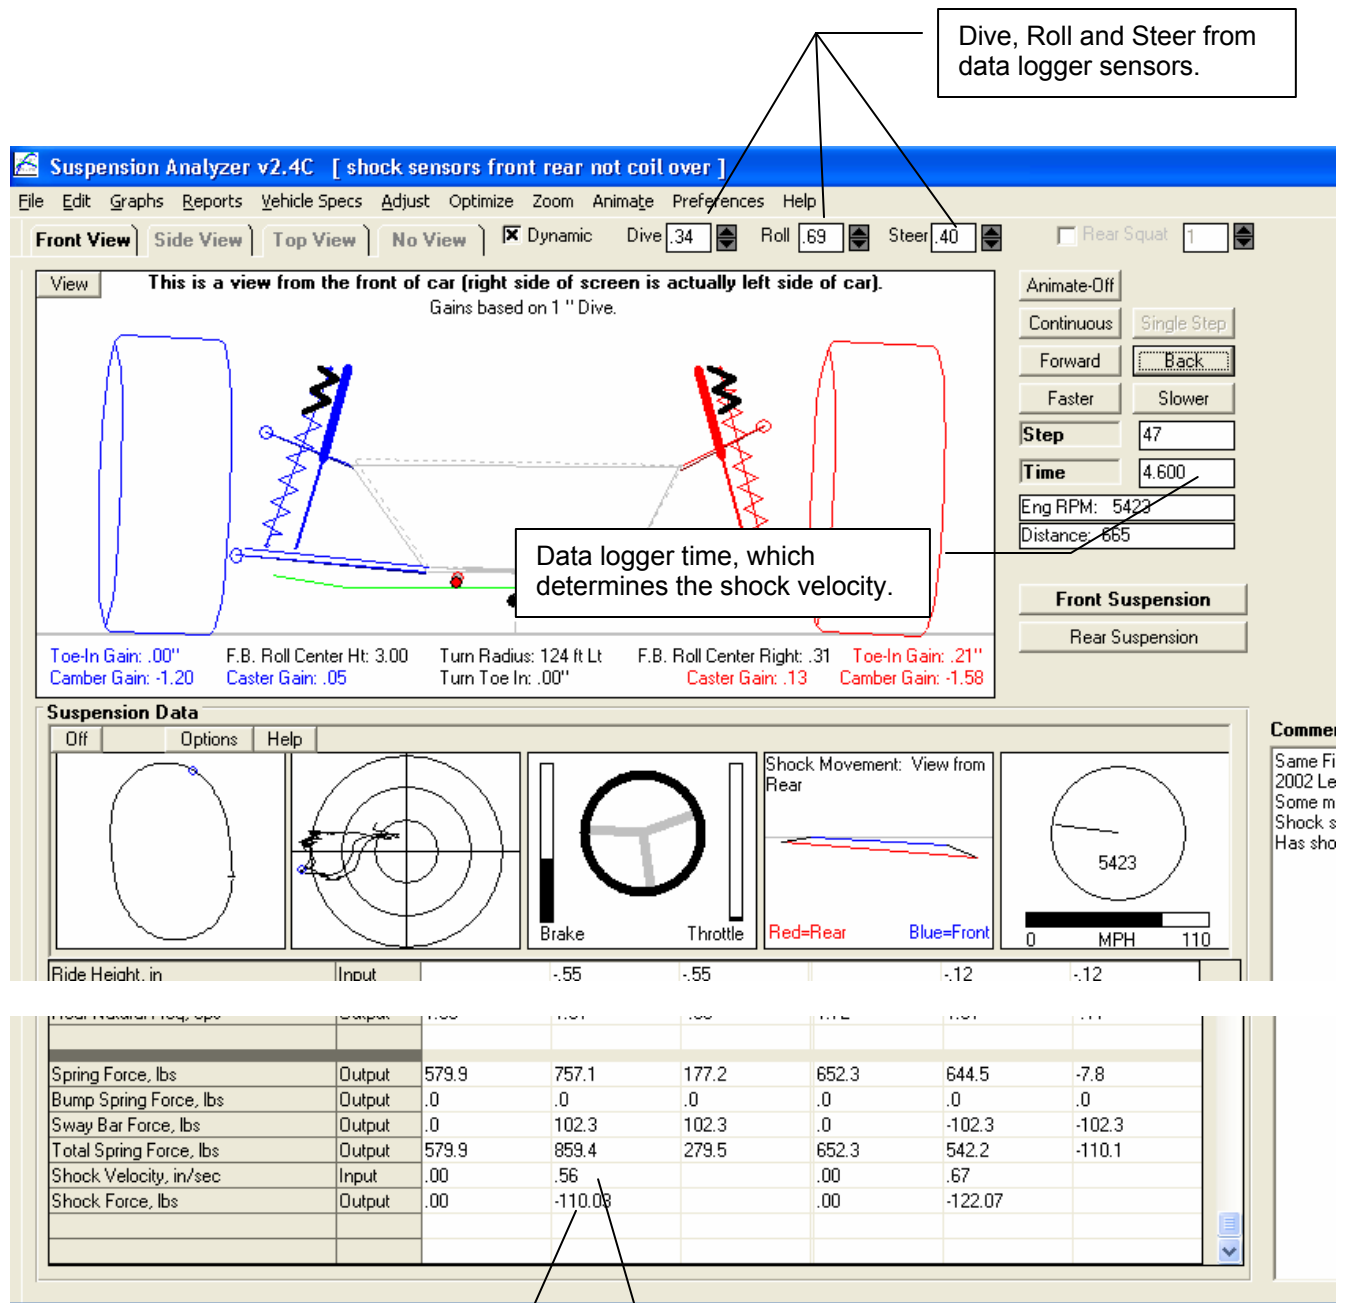 Dive, Roll and Steer from
data logger sensors.
Suspension Analyzer v2.4C [ shock sensors front rear not coil over ]
File Edit Graphs Reports Vehicle Specs Adjust Optimize Zoom Animate Preferences Help
Front View Side View Top View No View Dynamic Dive .34 Roll .69 Steer .40 Rear Squat 1
View This is a view from the front of car (right side of screen is actually left side of car).
Gains based on 1 '' Dive.
Animate-Off
Continuous Single Step
Forward Back
Faster Slower
Step 47
Time 4.600
Eng RPM: 5423
Distance: 665
Data logger time, which
determines the shock velocity.
Front Suspension
Rear Suspension
Toe-In Gain: .00'' F.B. Roll Center Ht: 3.00 Turn Radius: 124 ft Lt F.B. Roll Center Right: .31 Toe-In Gain: .21''
Camber Gain: -1.20 Caster Gain: .05 Turn Toe In: .00'' Caster Gain: .13 Camber Gain: -1.58
Suspension Data
Off Options Help
Shock Movement: View from
Rear
5423
Brake Throttle Red=Rear Blue=Front 0 MPH 110
Same Fi
2002 Le
Some m
Shock s
Has sho
Ride Height, in Input -.55 -.55 -.12 -.12
Spring Force, lbs Output 579.9 757.1 177.2 652.3 644.5 -7.8
Bump Spring Force, lbs Output .0 .0 .0 .0 .0 .0
Sway Bar Force, lbs Output .0 102.3 102.3 .0 -102.3 -102.3
Total Spring Force, lbs Output 579.9 859.4 279.5 652.3 542.2 -110.1
Shock Velocity, in/sec Input .00 .56 .00 .67
Shock Force, lbs Output .00 -110.03 .00 -122.07